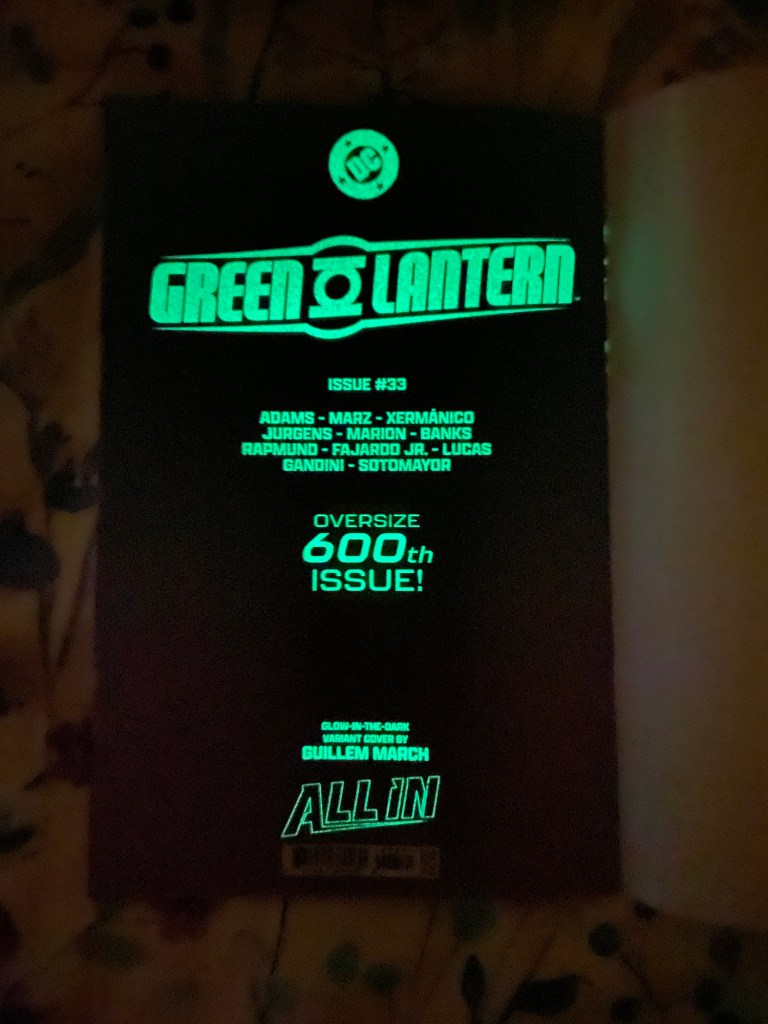 DC
GREEN LANTERN
ISSUE #33
ADAMS - MARZ - XERMÁNICO
JURGENS - MARION - BANKS
RAPMUND - FAJARDO JR. - LUCAS
GANDINI - SOTOMAYOR
OVERSIZE
600th
ISSUE!
GLOW-IN-THE-DARK
VARIANT COVER BY
GUILLEM MARCH
ALL IN